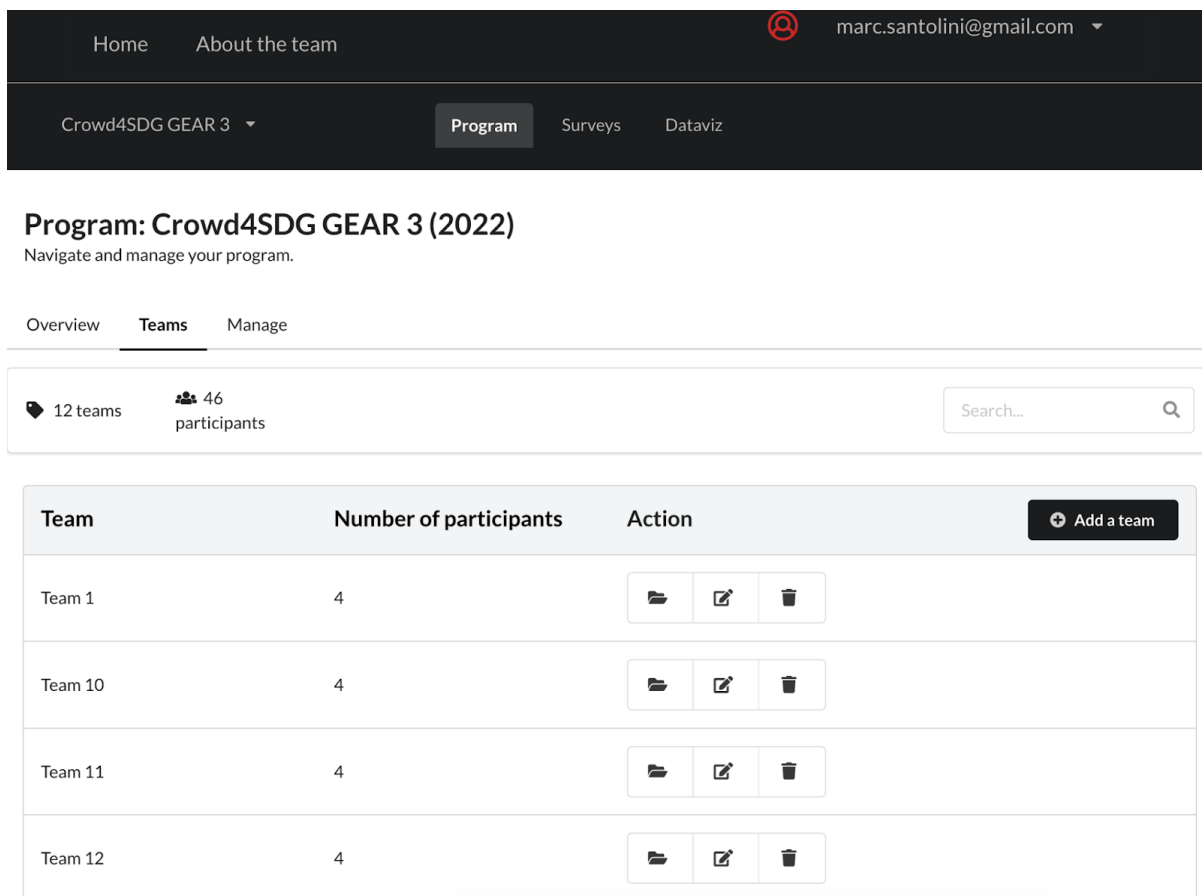 Home About the team marc.santolini@gmail.com
Crowd4SDG GEAR 3 Program Surveys Dataviz
Program: Crowd4SDG GEAR 3 (2022)
Navigate and manage your program.
Overview Teams Manage
12 teams 46 participants Search...
Team Number of participants Action Add a team
Team 1 4
Team 10 4
Team 11 4
Team 12 4